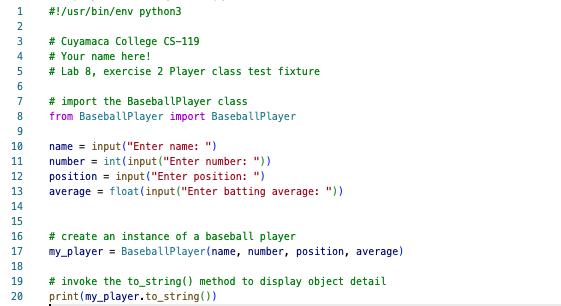 1 #!/usr/bin/env python3
2
3 # Cuyamaca College CS-119
4 # Your name here!
5 # Lab 8, exercise 2 Player class test fixture
6
7 # import the BaseballPlayer class
8 from BaseballPlayer import BaseballPlayer
9
10 name = input("Enter name: ")
11 number = int(input("Enter number: "))
12 position = input("Enter position: ")
13 average = float(input("Enter batting average: "))
14
15
16 # create an instance of a baseball player
17 my_player = BaseballPlayer(name, number, position, average)
18
19 # invoke the to_string() method to display object detail
20 print(my_player.to_string())